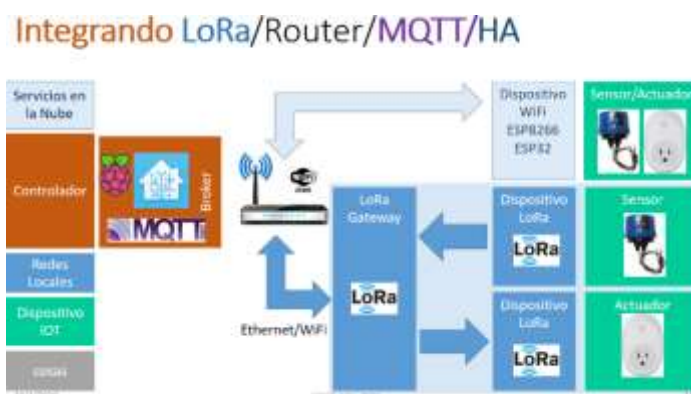 Integrando LoRa/Router/MQTT/HA
Servicios en
la Nube
Controlador
Redes
Locales
Dispositivo
IOT
cosas
Broker
MQTT
Ethernet/WiFi
LoRa
Gateway
LoRa
Dispositivo
WiFi
ESP8266
ESP32
Dispositivo
LoRa
LoRa
Dispositivo
LoRa
LoRa
Sensor/Actuador
Sensor
Actuador